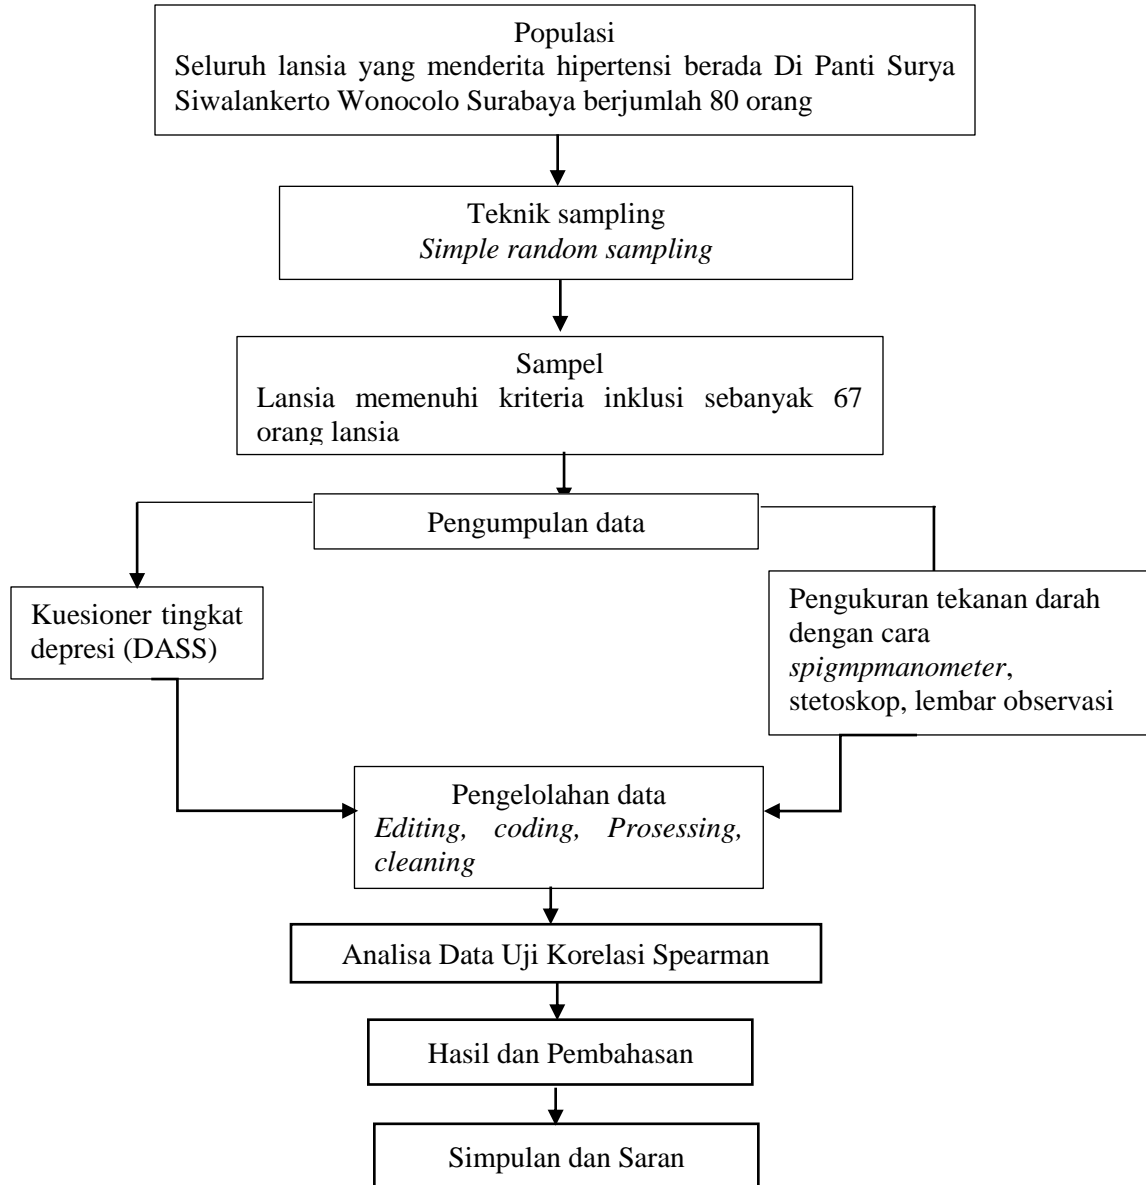 Populasi
Seluruh lansia yang menderita hipertensi berada Di Panti Surya
Siwalankerto Wonocolo Surabaya berjumlah 80 orang
Teknik sampling
Simple random sampling
Sampel
Lansia memenuhi kriteria inklusi sebanyak 67
orang lansia
Pengumpulan data
Kuesioner tingkat
depresi (DASS)
Pengukuran tekanan darah
dengan cara
spigmpmanometer,
stetoskop, lembar observasi
Pengelolahan data
Editing, coding, Prosessing,
cleaning
Analisa Data Uji Korelasi Spearman
Hasil dan Pembahasan
Simpulan dan Saran